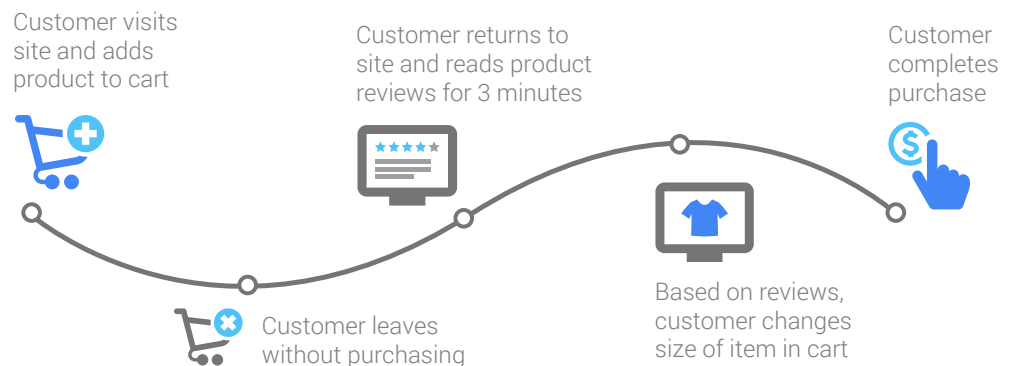 Customer visits
site and adds
product to cart
Customer leaves
without purchasing
Customer returns to
site and reads product
reviews for 3 minutes
Based on reviews,
customer changes
size of item in cart
Customer
completes
purchase
$